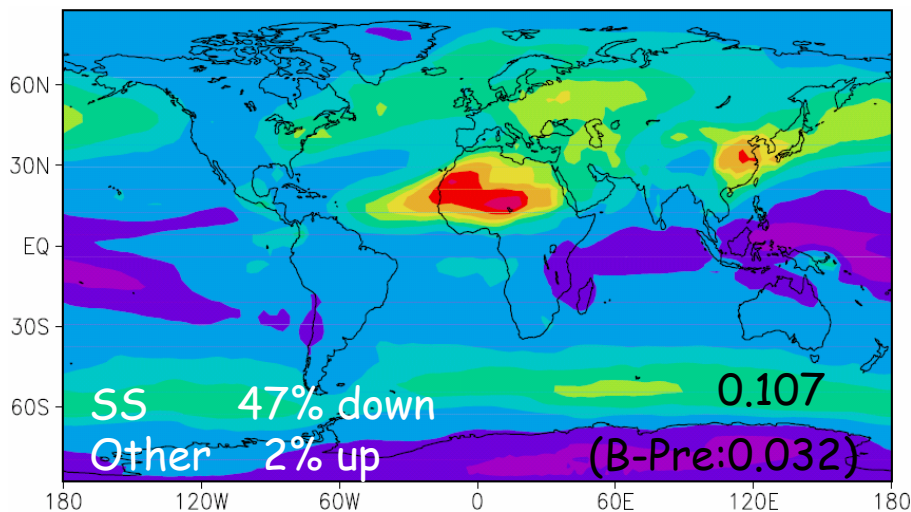 60N
30N
EQ
30S
60S
SS 47% down 0.107
Other 2% up (B-Pre:0.032)
180 120W 60W 0 60E 120E 180